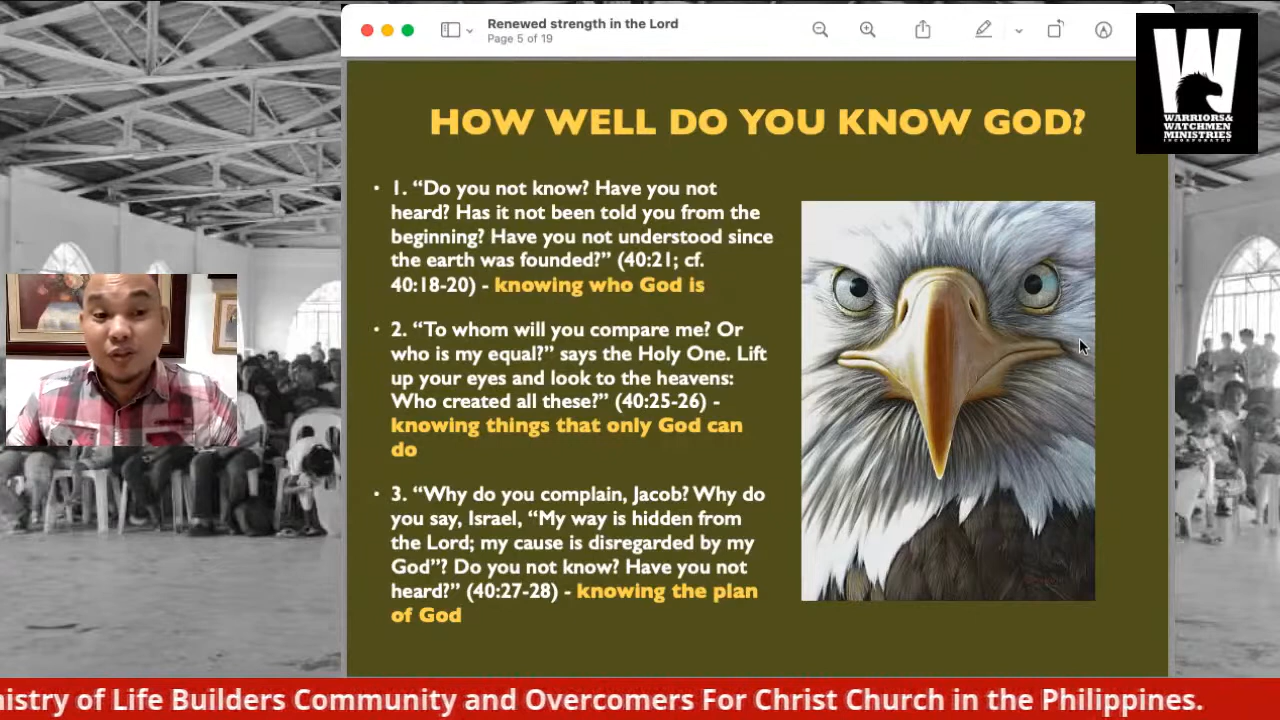 Renewed strength in the Lord
Page 5 of 19
W
WARRIORS&
WATCHMEN
MINISTRIES
INCORPORATED
HOW WELL DO YOU KNOW GOD?
• 1. “Do you not know? Have you not
heard? Has it not been told you from the
beginning? Have you not understood since
the earth was founded?” (40:21; cf.
40:18-20) - knowing who God is
• 2. “To whom will you compare me? Or
who is my equal?” says the Holy One. Lift
up your eyes and look to the heavens:
Who created all these?” (40:25-26) -
knowing things that only God can
do
• 3. “Why do you complain, Jacob? Why do
you say, Israel, “My way is hidden from
the Lord; my cause is disregarded by my
God”? Do you not know? Have you not
heard?” (40:27-28) - knowing the plan
of God
nistry of Life Builders Community and Overcomers For Christ Church in the Philippines.